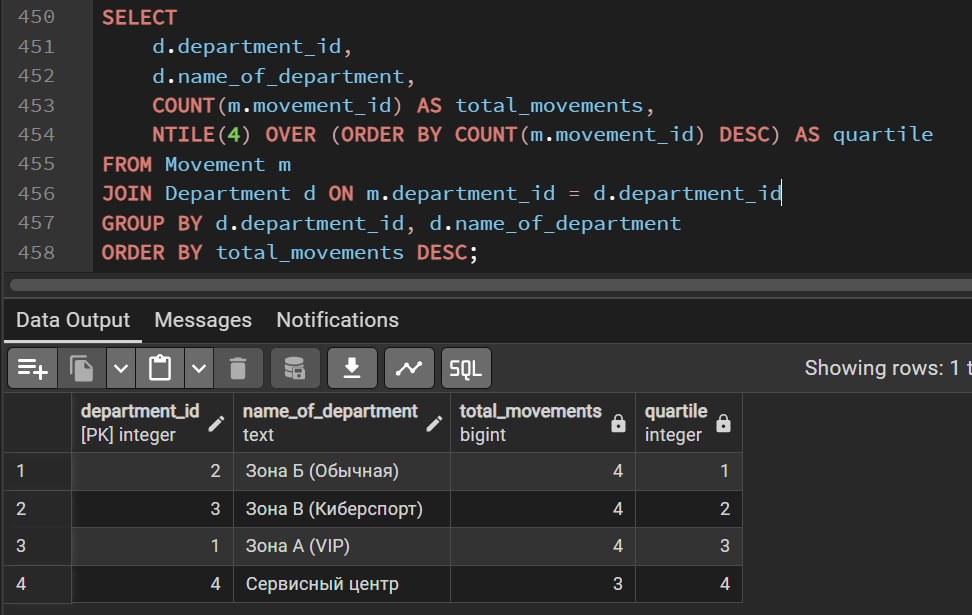 450 SELECT
451 d.department_id,
452 d.name_of_department,
453 COUNT(m.movement_id) AS total_movements,
454 NTILE(4) OVER (ORDER BY COUNT(m.movement_id) DESC) AS quartile
455 FROM Movement m
456 JOIN Department d ON m.department_id = d.department_id
457 GROUP BY d.department_id, d.name_of_department
458 ORDER BY total_movements DESC;
Data Output Messages Notifications
SQL Showing rows: 1 t
department_id name_of_department total_movements quartile
[PK] integer text bigint integer
1 2 Зона Б (Обычная) 4 1
2 3 Зона В (Киберспорт) 4 2
3 1 Зона А (VIP) 4 3
4 4 Сервисный центр 3 4